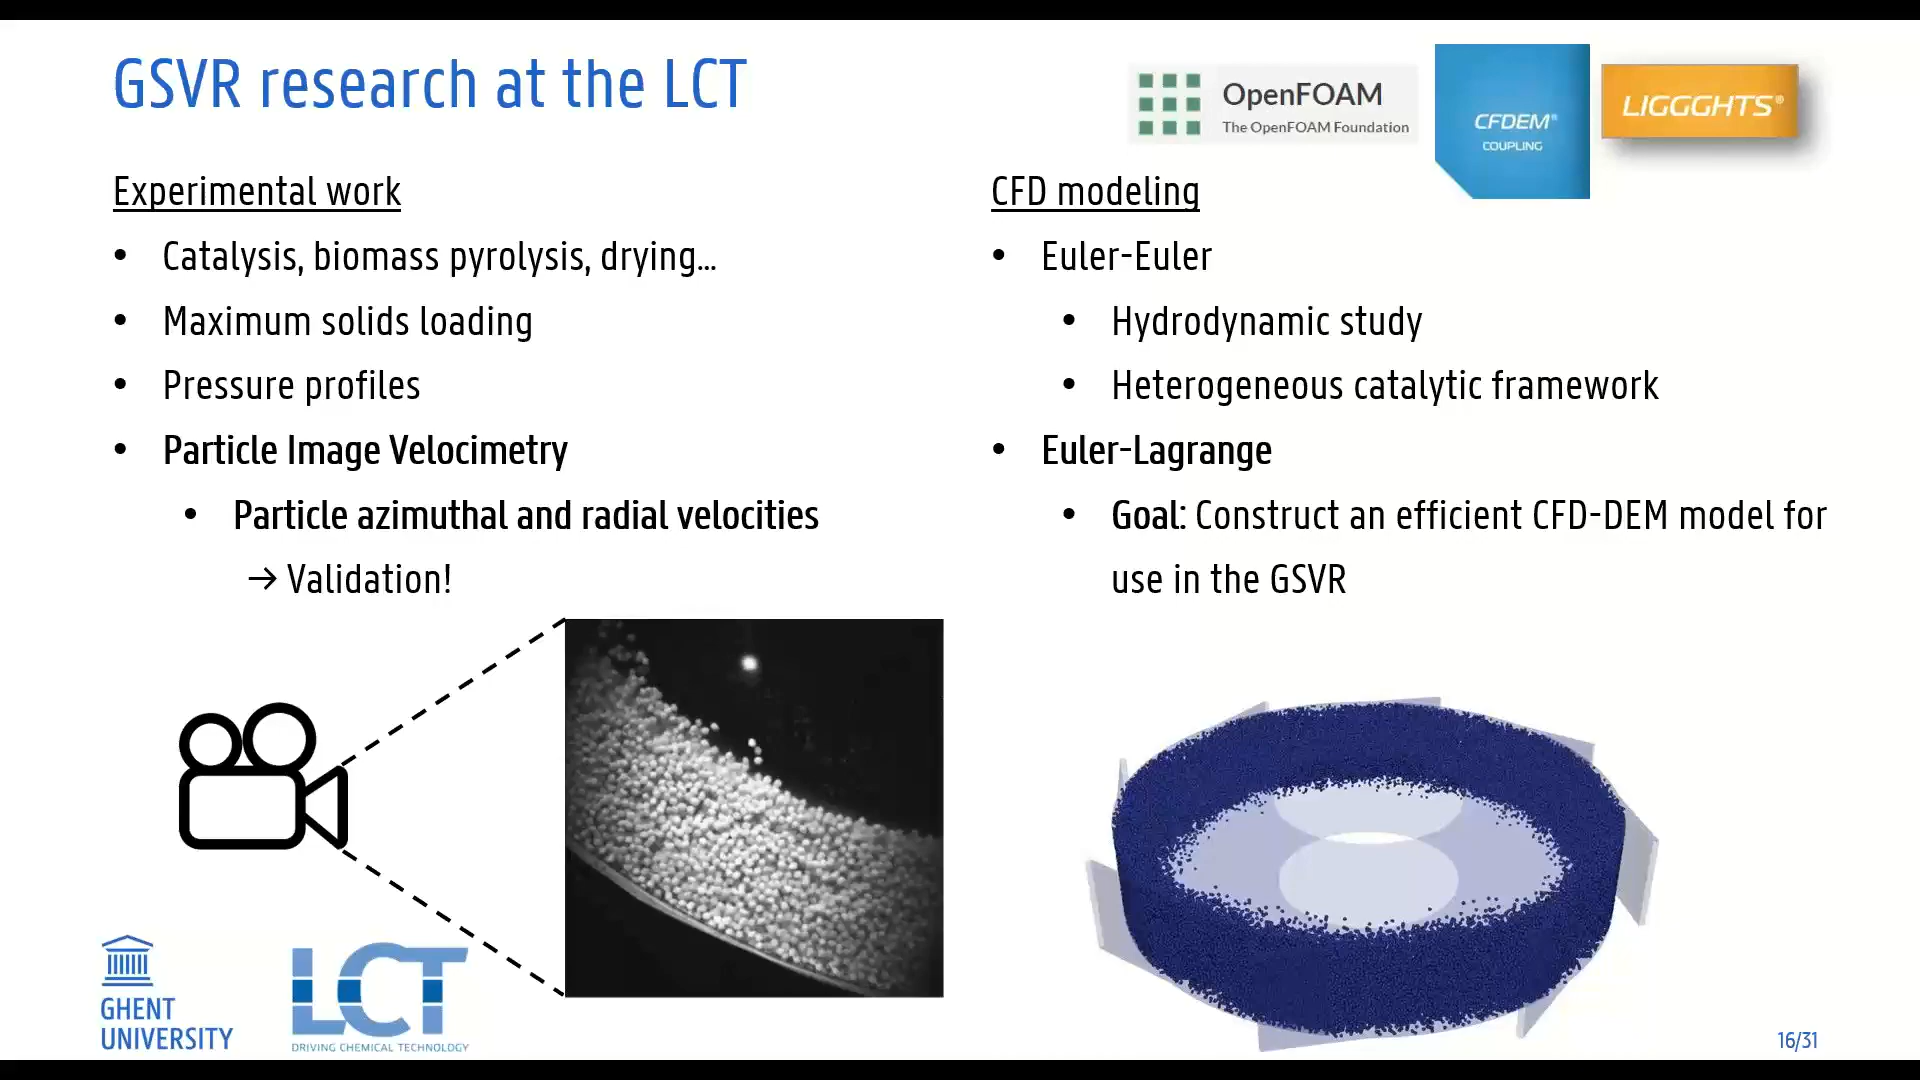 GSVR research at the LCT
OpenFOAM
The OpenFOAM Foundation
CFDEM®
COUPLING
LIGGGHTS®
Experimental work
• Catalysis, biomass pyrolysis, drying...
• Maximum solids loading
• Pressure profiles
• Particle Image Velocimetry
• Particle azimuthal and radial velocities
→ Validation!
CFD modeling
• Euler-Euler
• Hydrodynamic study
• Heterogeneous catalytic framework
• Euler-Lagrange
• Goal: Construct an efficient CFD-DEM model for
use in the GSVR
GHENT
UNIVERSITY
LCT
DRIVING CHEMICAL TECHNOLOGY
16/31